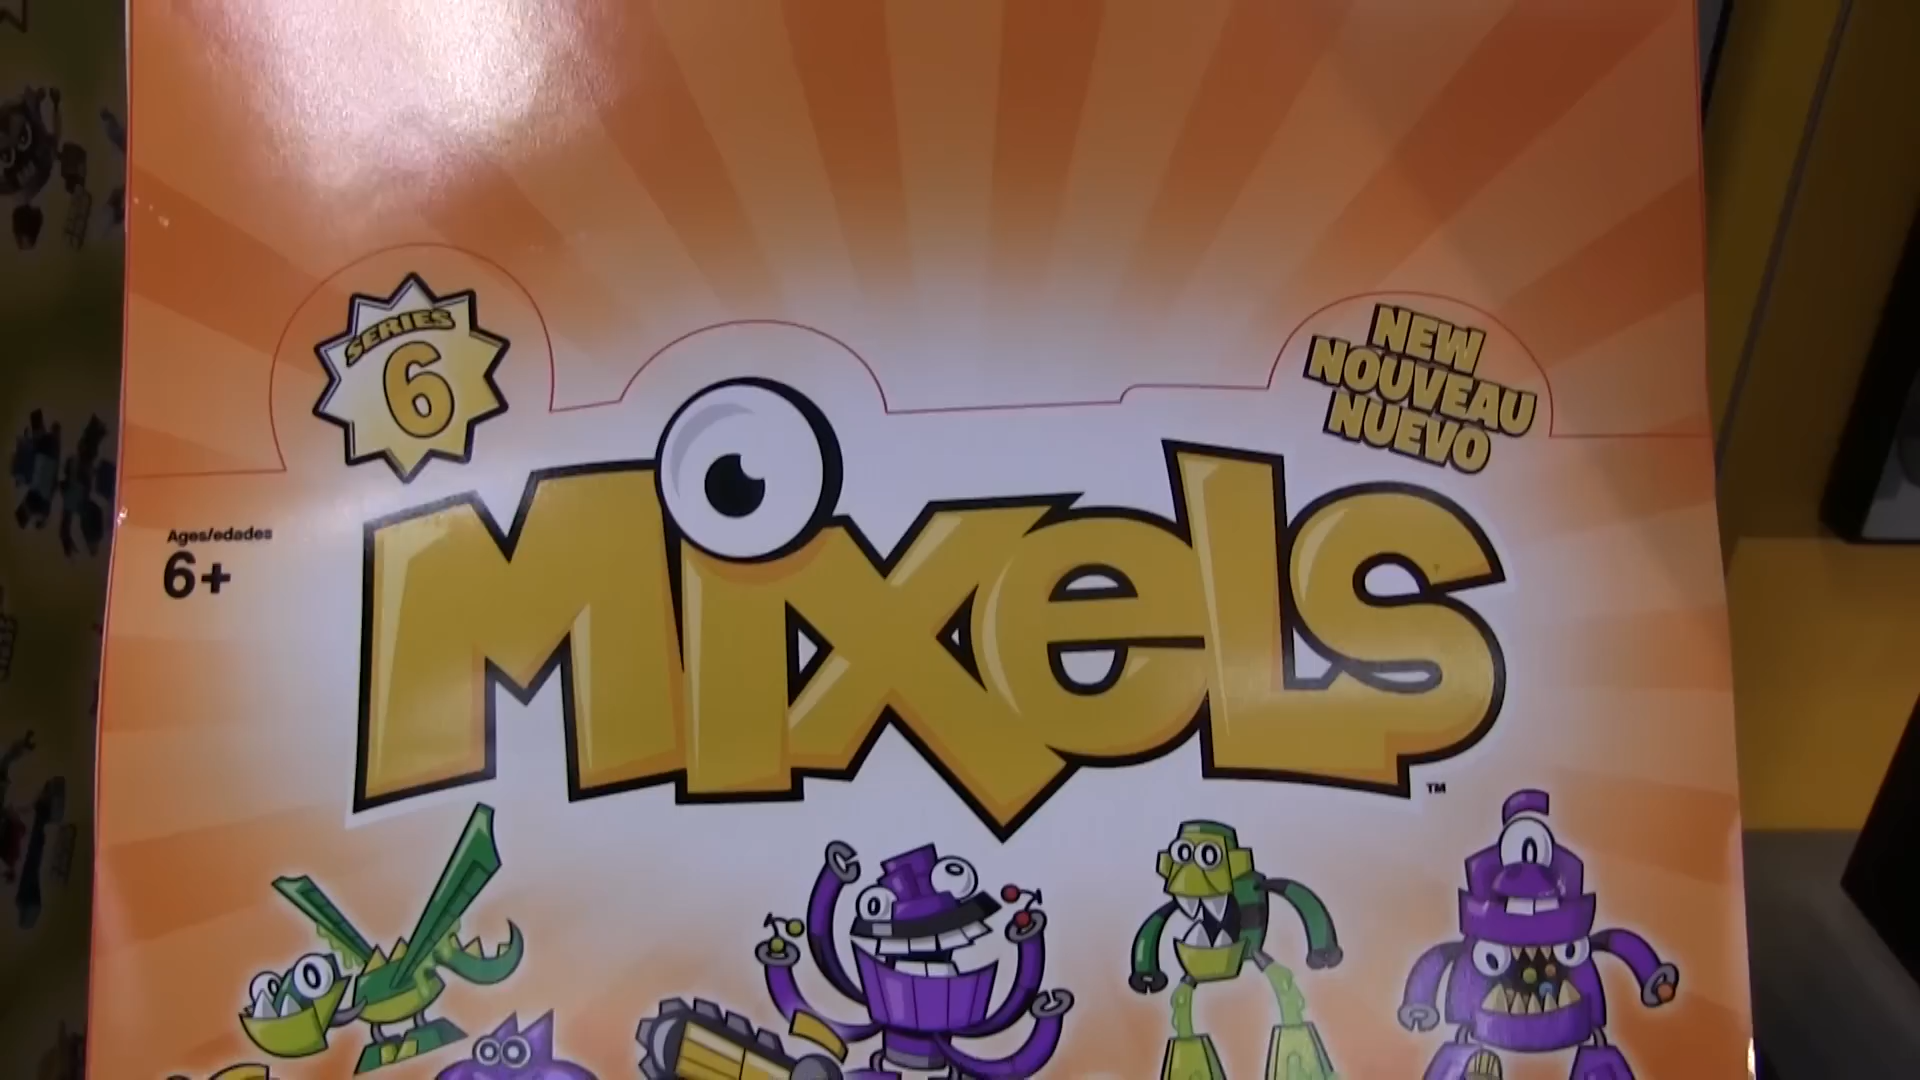 SERIES
6
NEW
NOUVEAU
NUEVO
Ages/edades
6+
Mixels
TM